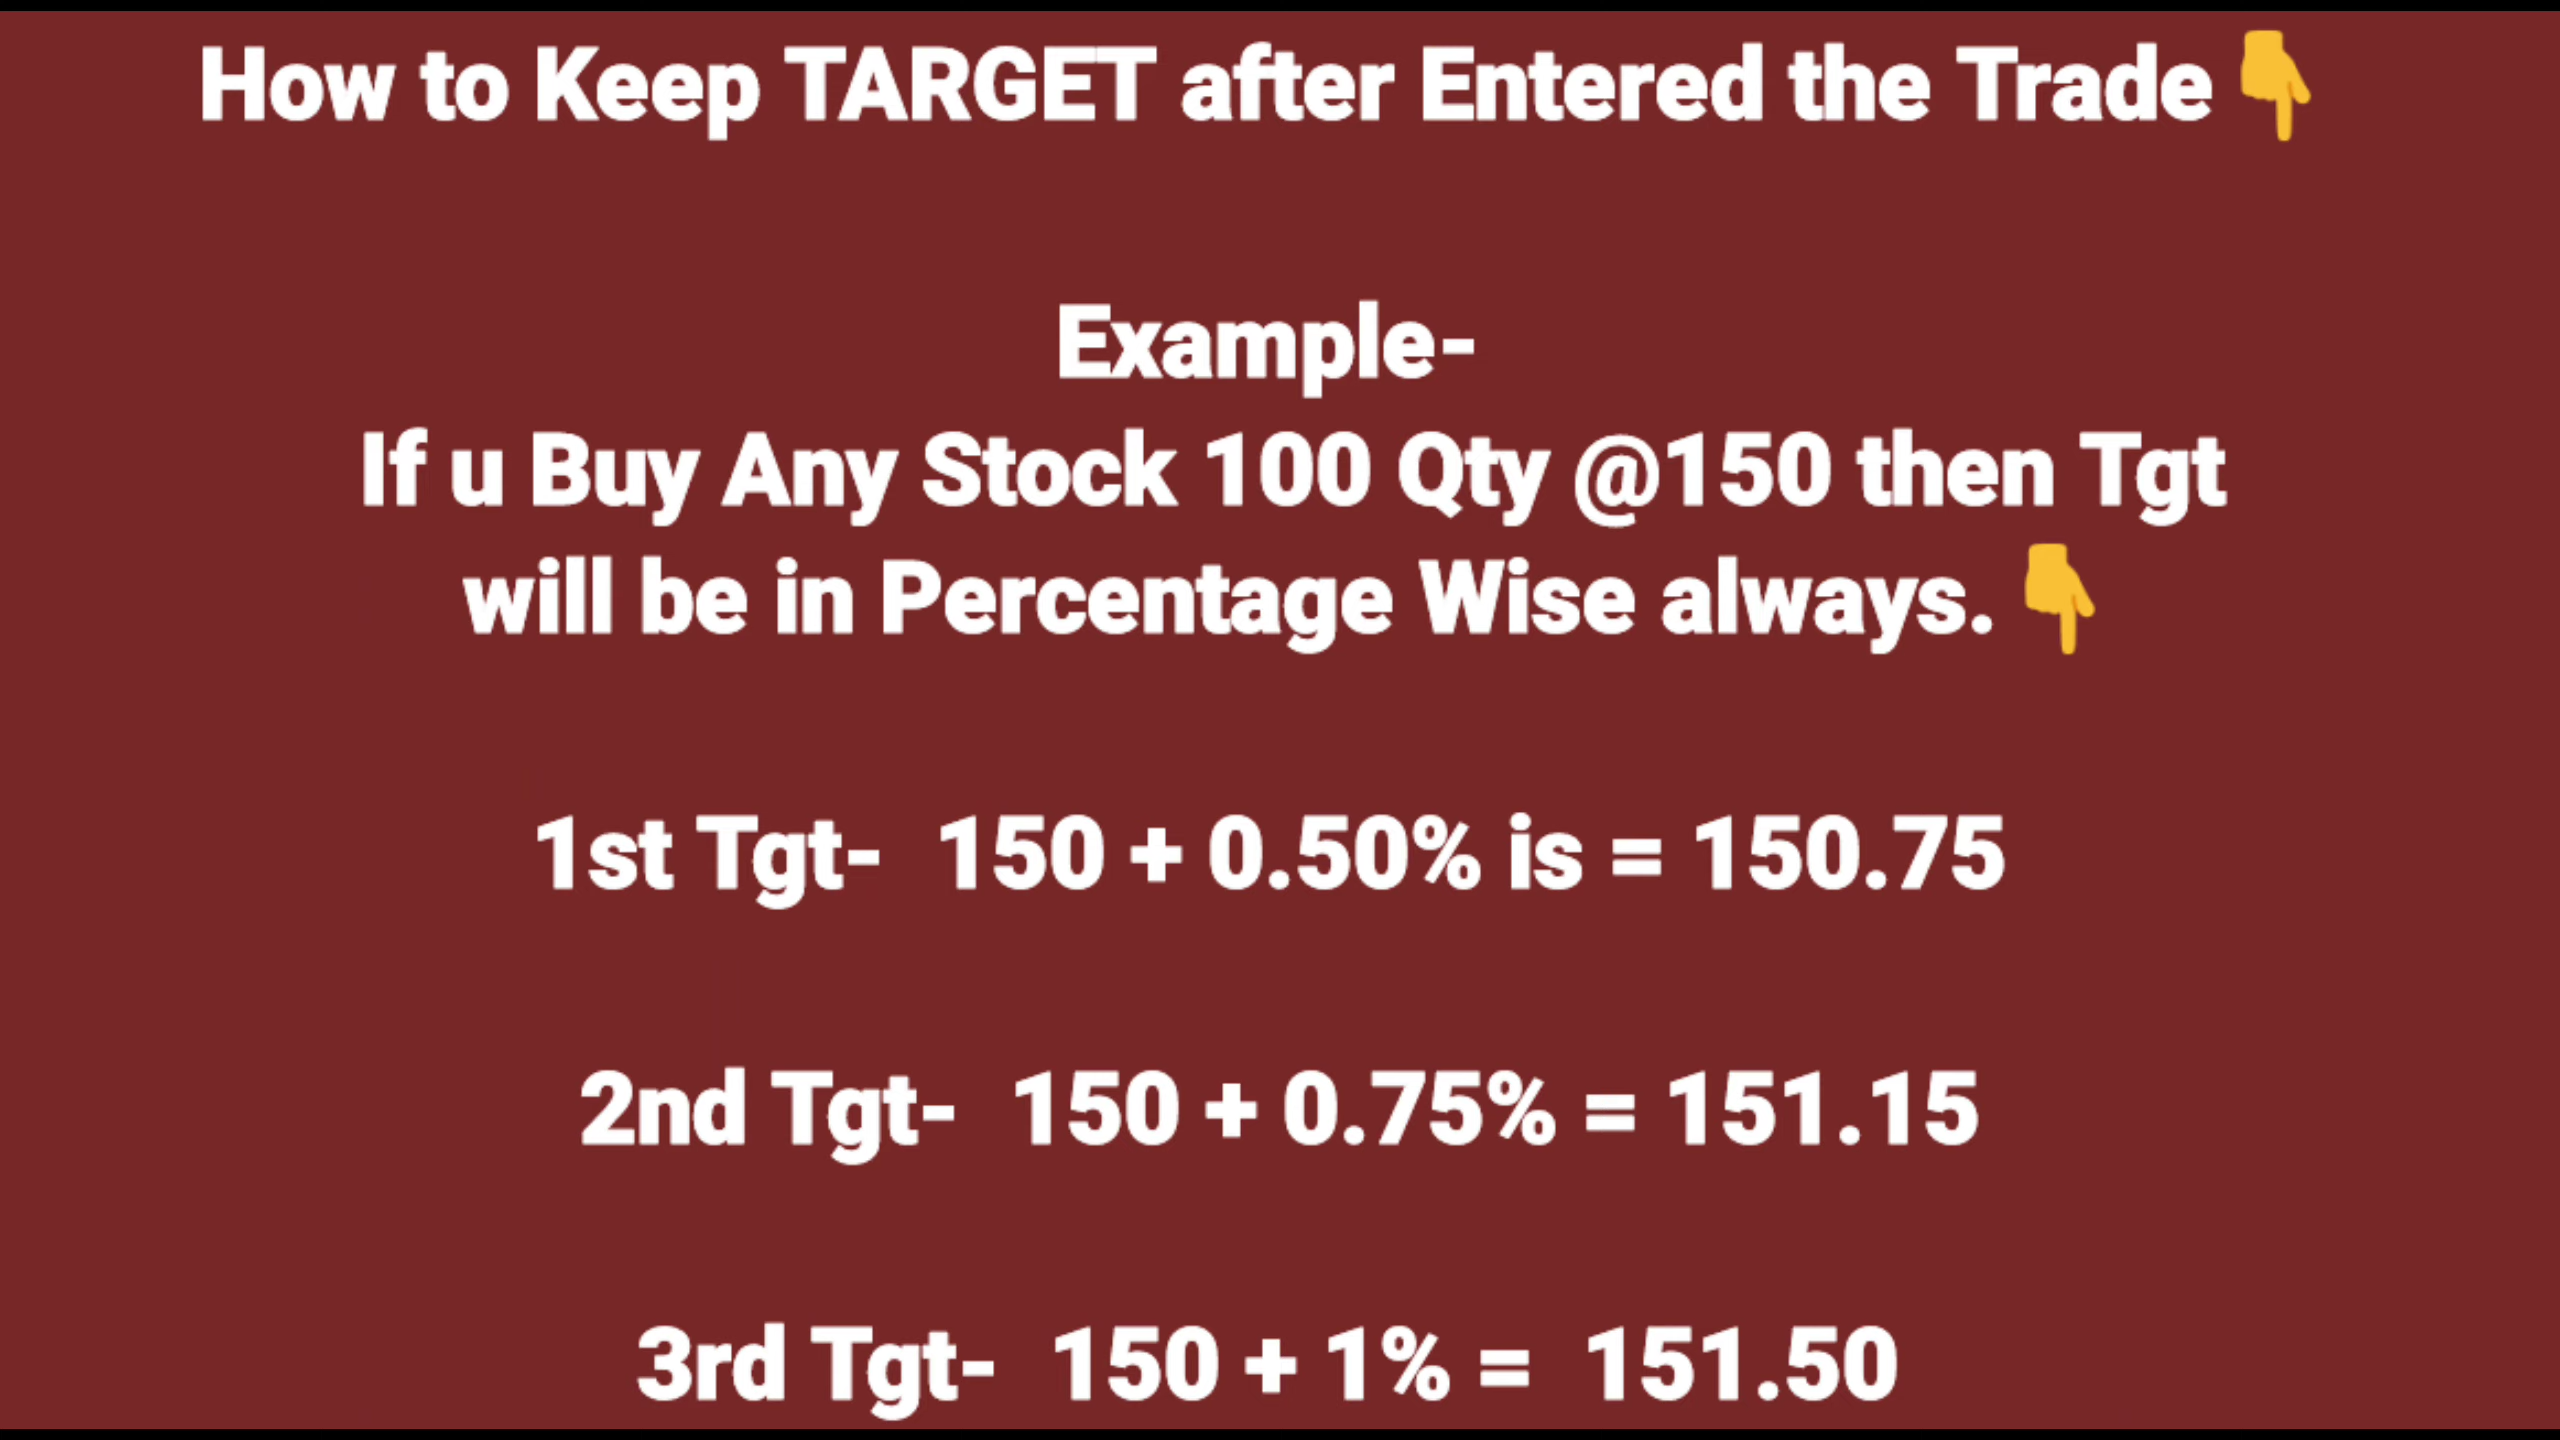 How to Keep TARGET after Entered the Trade👇
Example-
If u Buy Any Stock 100 Qty @150 then Tgt
will be in Percentage Wise always. 👇
1st Tgt-  150 + 0.50% is = 150.75
2nd Tgt-  150 + 0.75% = 151.15
3rd Tgt-  150 + 1% =  151.50